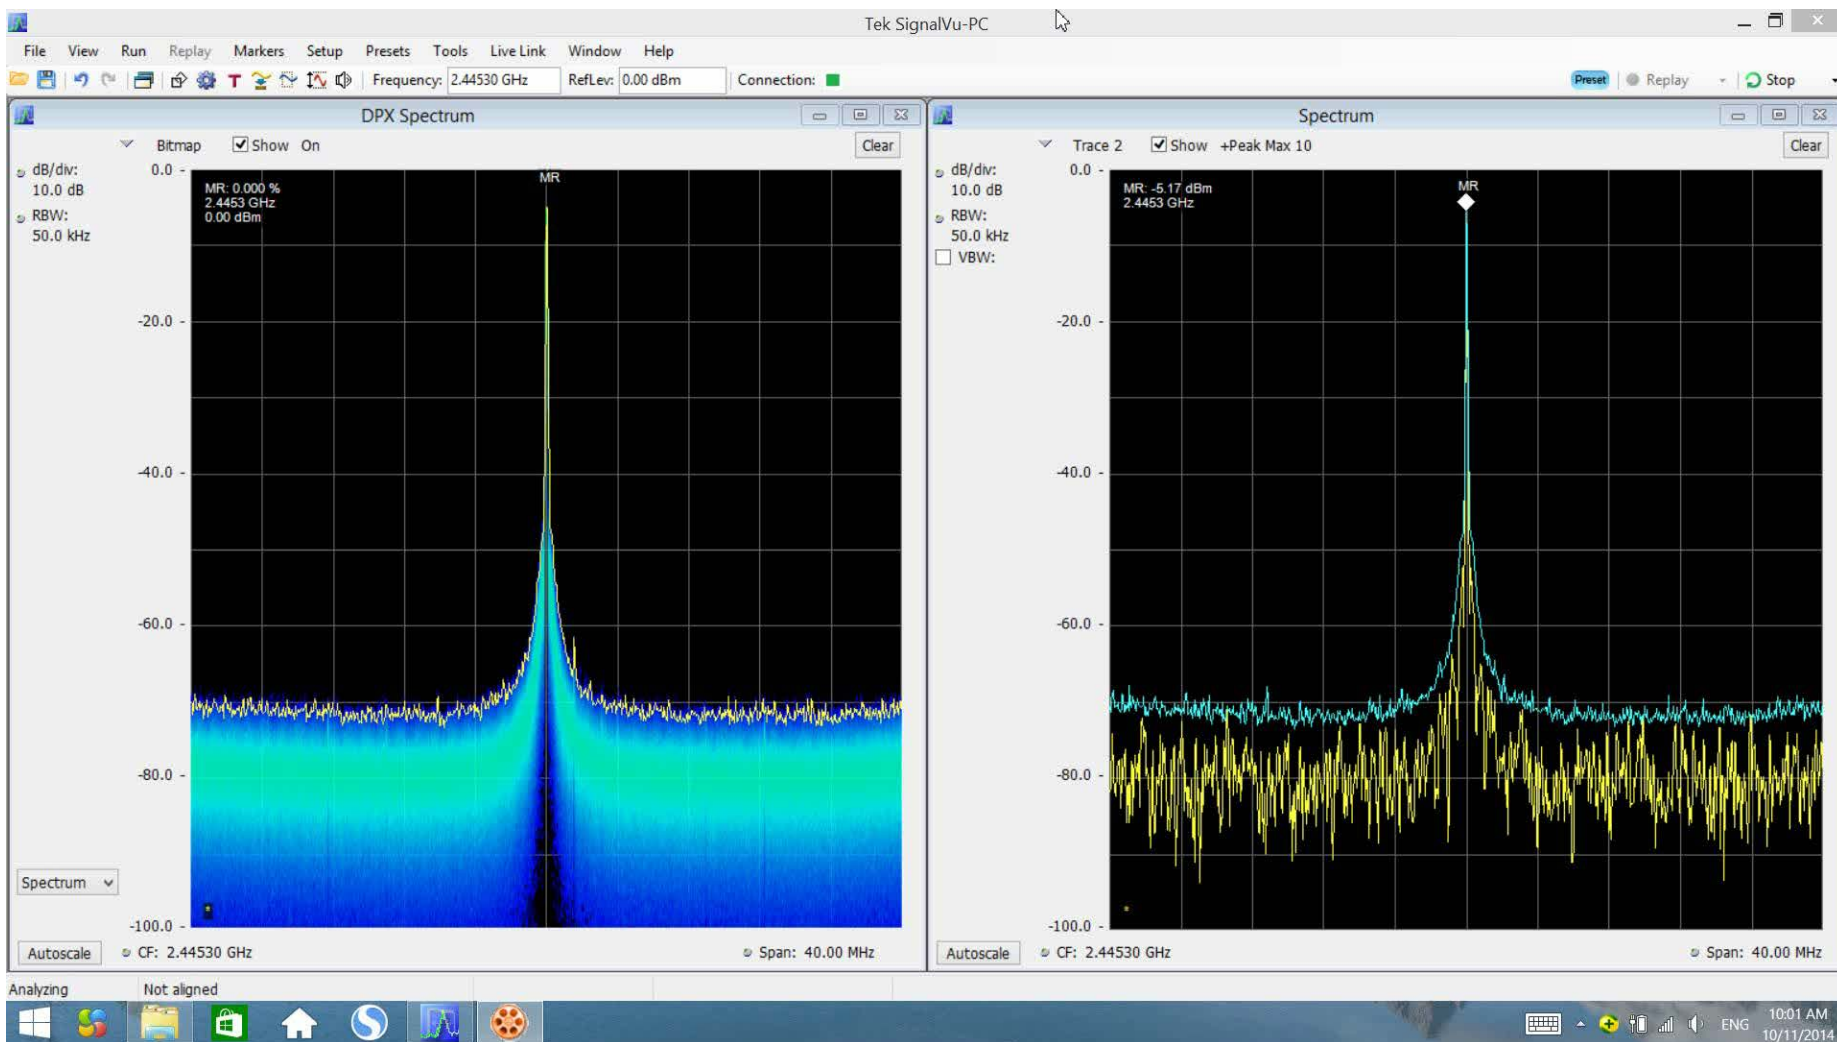 Tek SignalVu-PC
File View Run Replay Markers Setup Presets Tools Live Link Window Help
Frequency: 2.44530 GHz RefLev: 0.00 dBm Connection: Preset Replay Stop
DPX Spectrum
Bitmap Show On Clear
dB/div:
10.0 dB
RBW:
50.0 kHz
0.0
-20.0
-40.0
-60.0
-80.0
-100.0
MR: 0.000 %
2.4453 GHz
0.00 dBm
MR
Spectrum
Autoscale CF: 2.44530 GHz Span: 40.00 MHz
Spectrum
Trace 2 Show +Peak Max 10 Clear
dB/div:
10.0 dB
RBW:
50.0 kHz
VBW:
0.0
-20.0
-40.0
-60.0
-80.0
-100.0
MR: -5.17 dBm
2.4453 GHz
MR
Autoscale CF: 2.44530 GHz Span: 40.00 MHz
Analyzing Not aligned
ENG
10:01 AM
10/11/2014